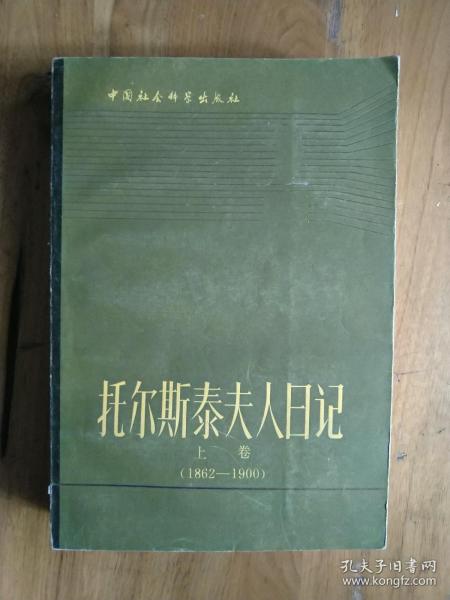 中国社会科学出版社
托尔斯泰夫人日记
上卷
(1862—1900)
孔夫子旧书网
www.kongfz.com